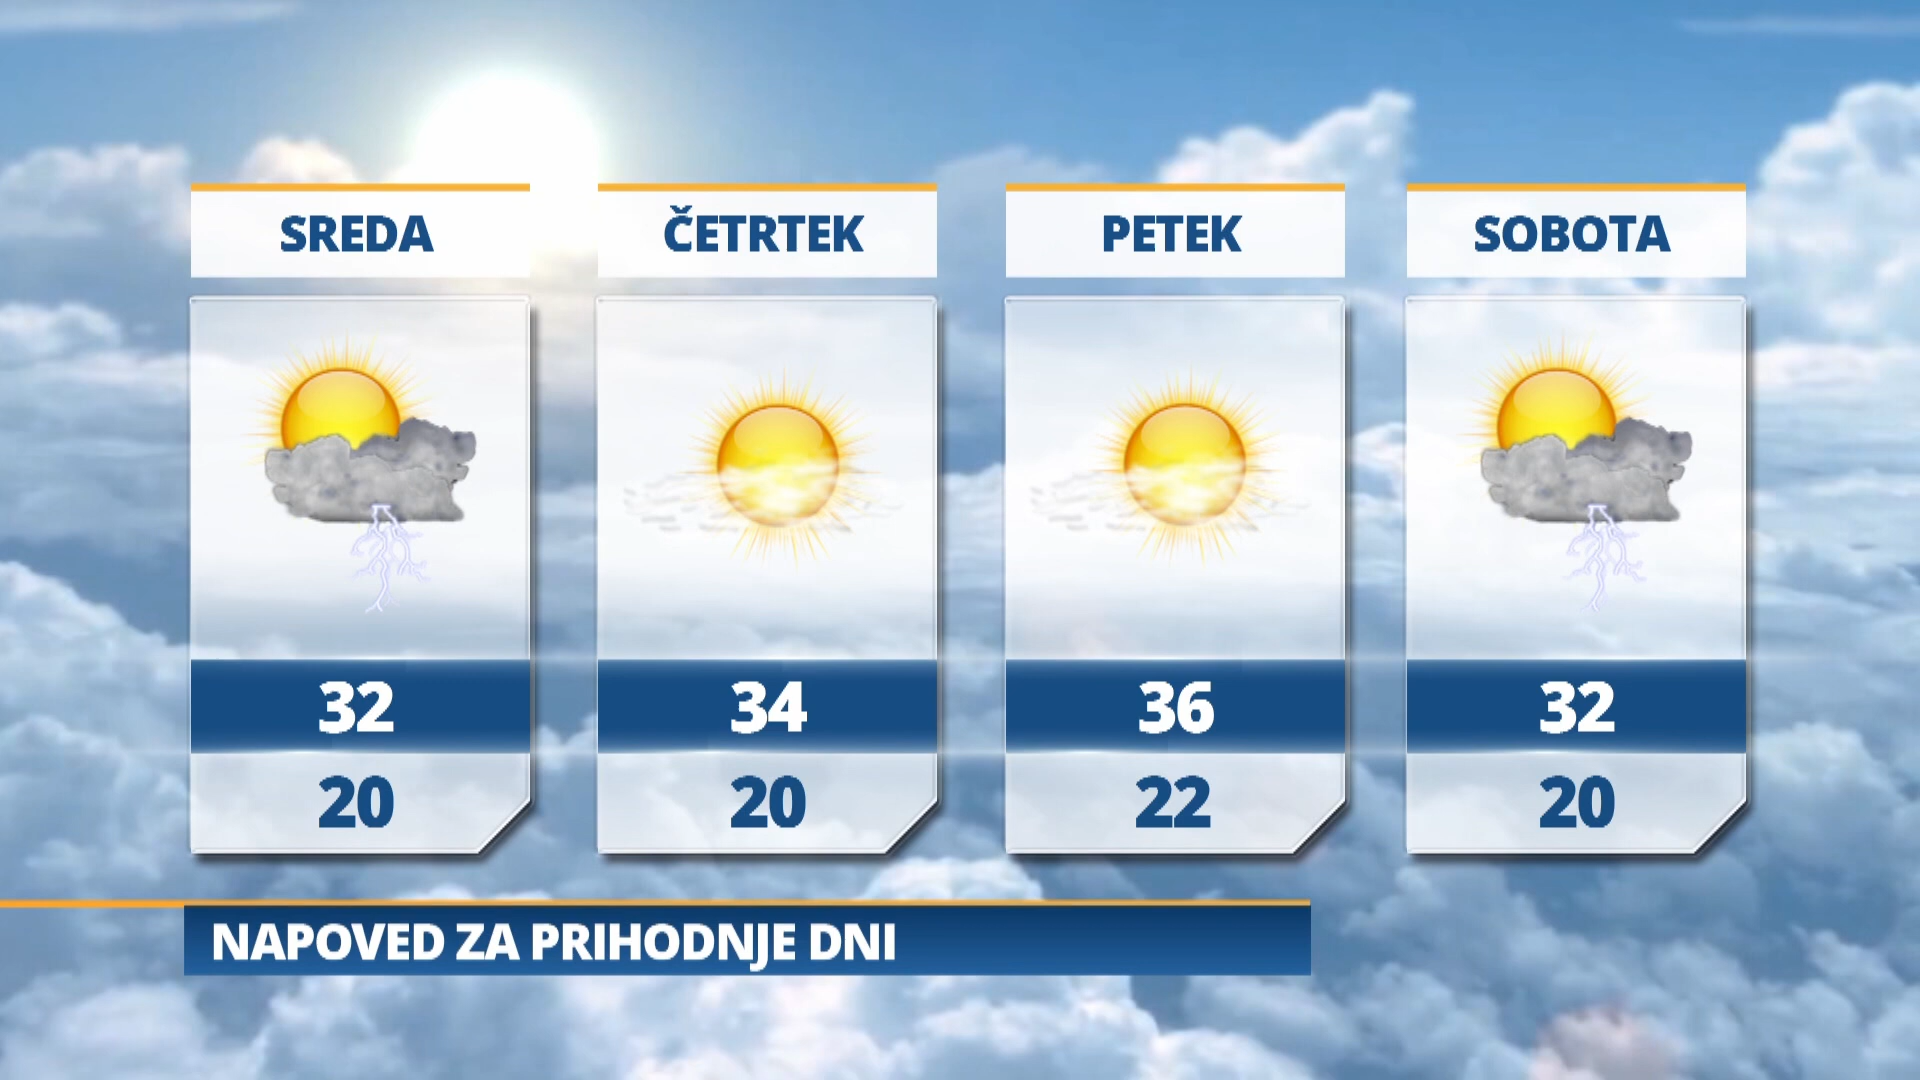 SREDA
ČETRTEK
PETEK
SOBOTA
32
34
36
32
20
20
22
20
NAPOVED ZA PRIHODNJE DNI